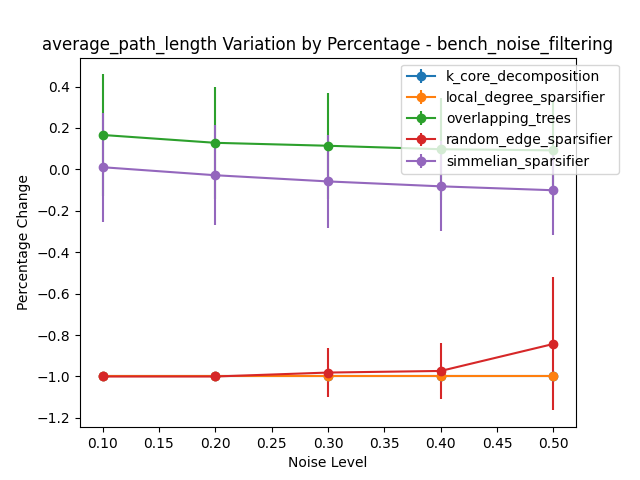 average_path_length Variation by Percentage - bench_noise_filtering
k_core_decomposition
local_degree_sparsifier
overlapping_trees
random_edge_sparsifier
simmelian_sparsifier
Percentage Change
0.4
0.2
0.0
−0.2
−0.4
−0.6
−0.8
−1.0
−1.2
0.10 0.15 0.20 0.25 0.30 0.35 0.40 0.45 0.50
Noise Level